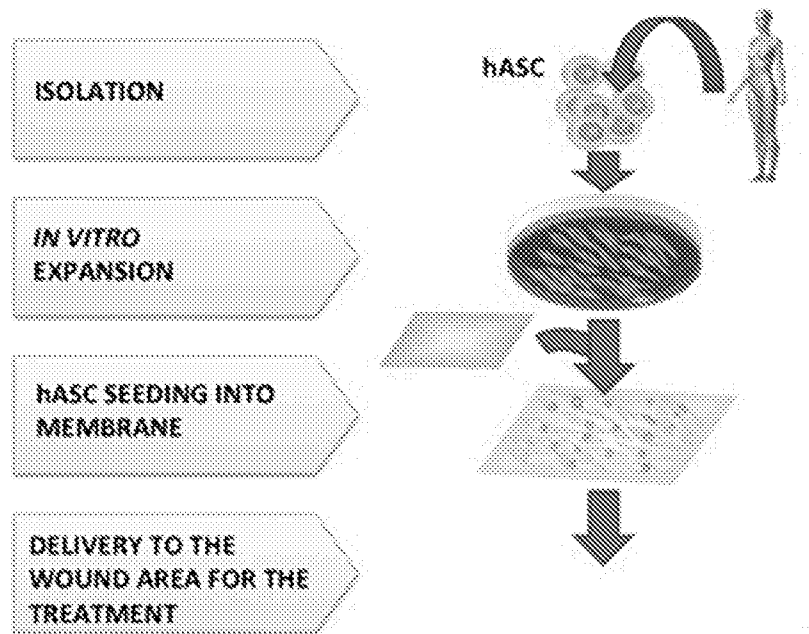 ISOLATION
hASC
IN VITRO
EXPANSION
hASC SEEDING INTO
MEMBRANE
DELIVERY TO THE
WOUND AREA FOR THE
TREATMENT